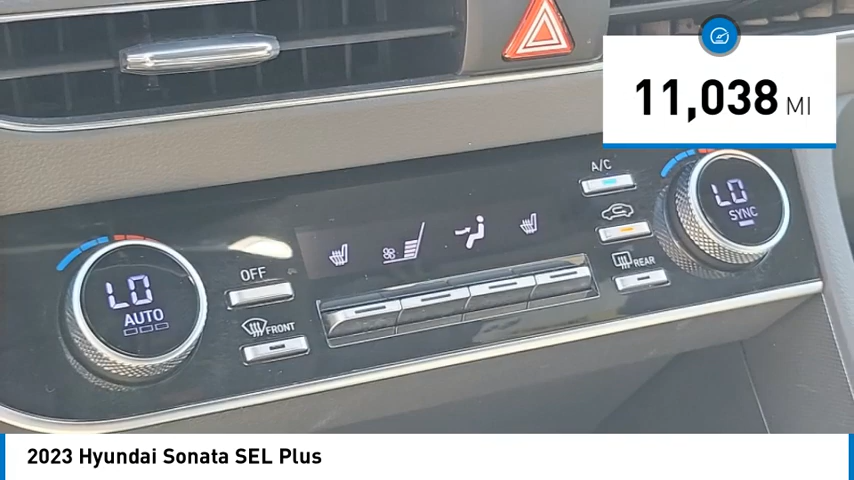 11,038 MI
A/C
LO
SYNC
OFF
REAR
LO
AUTO
FRONT
2023 Hyundai Sonata SEL Plus